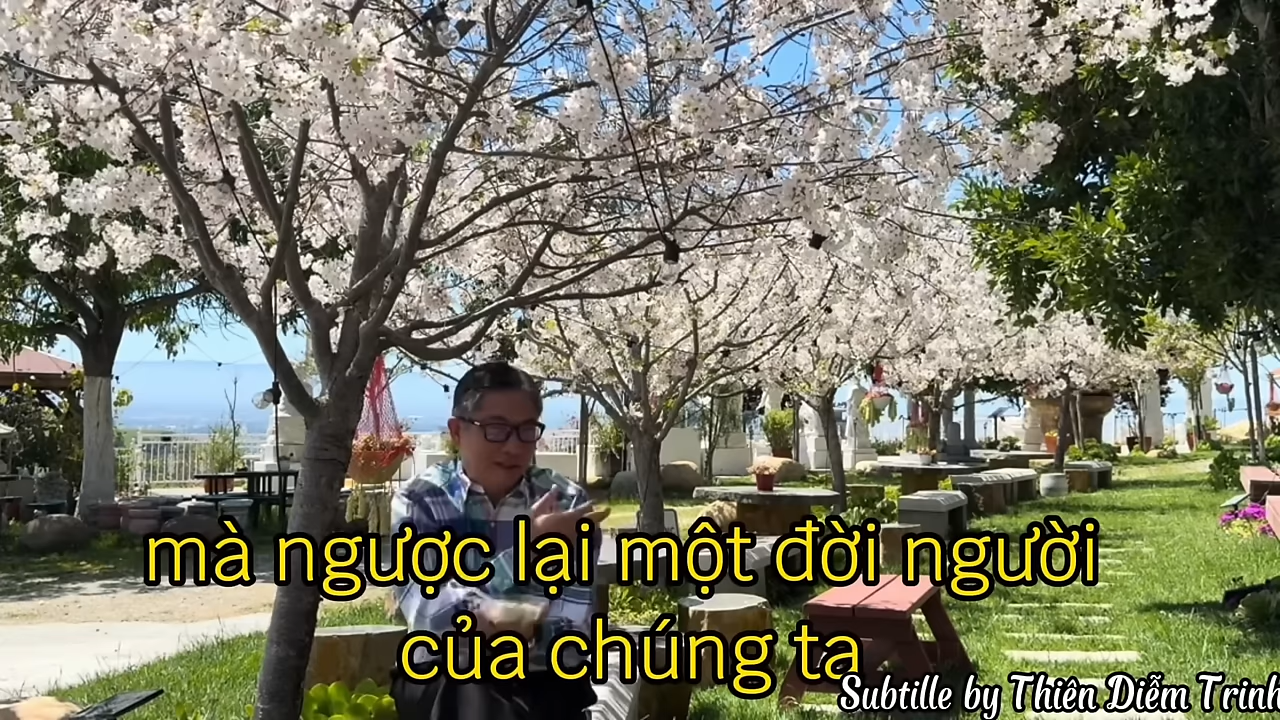 mà ngược lại một đời người
của chúng ta
Subtille by Thiên Diễm Trinh